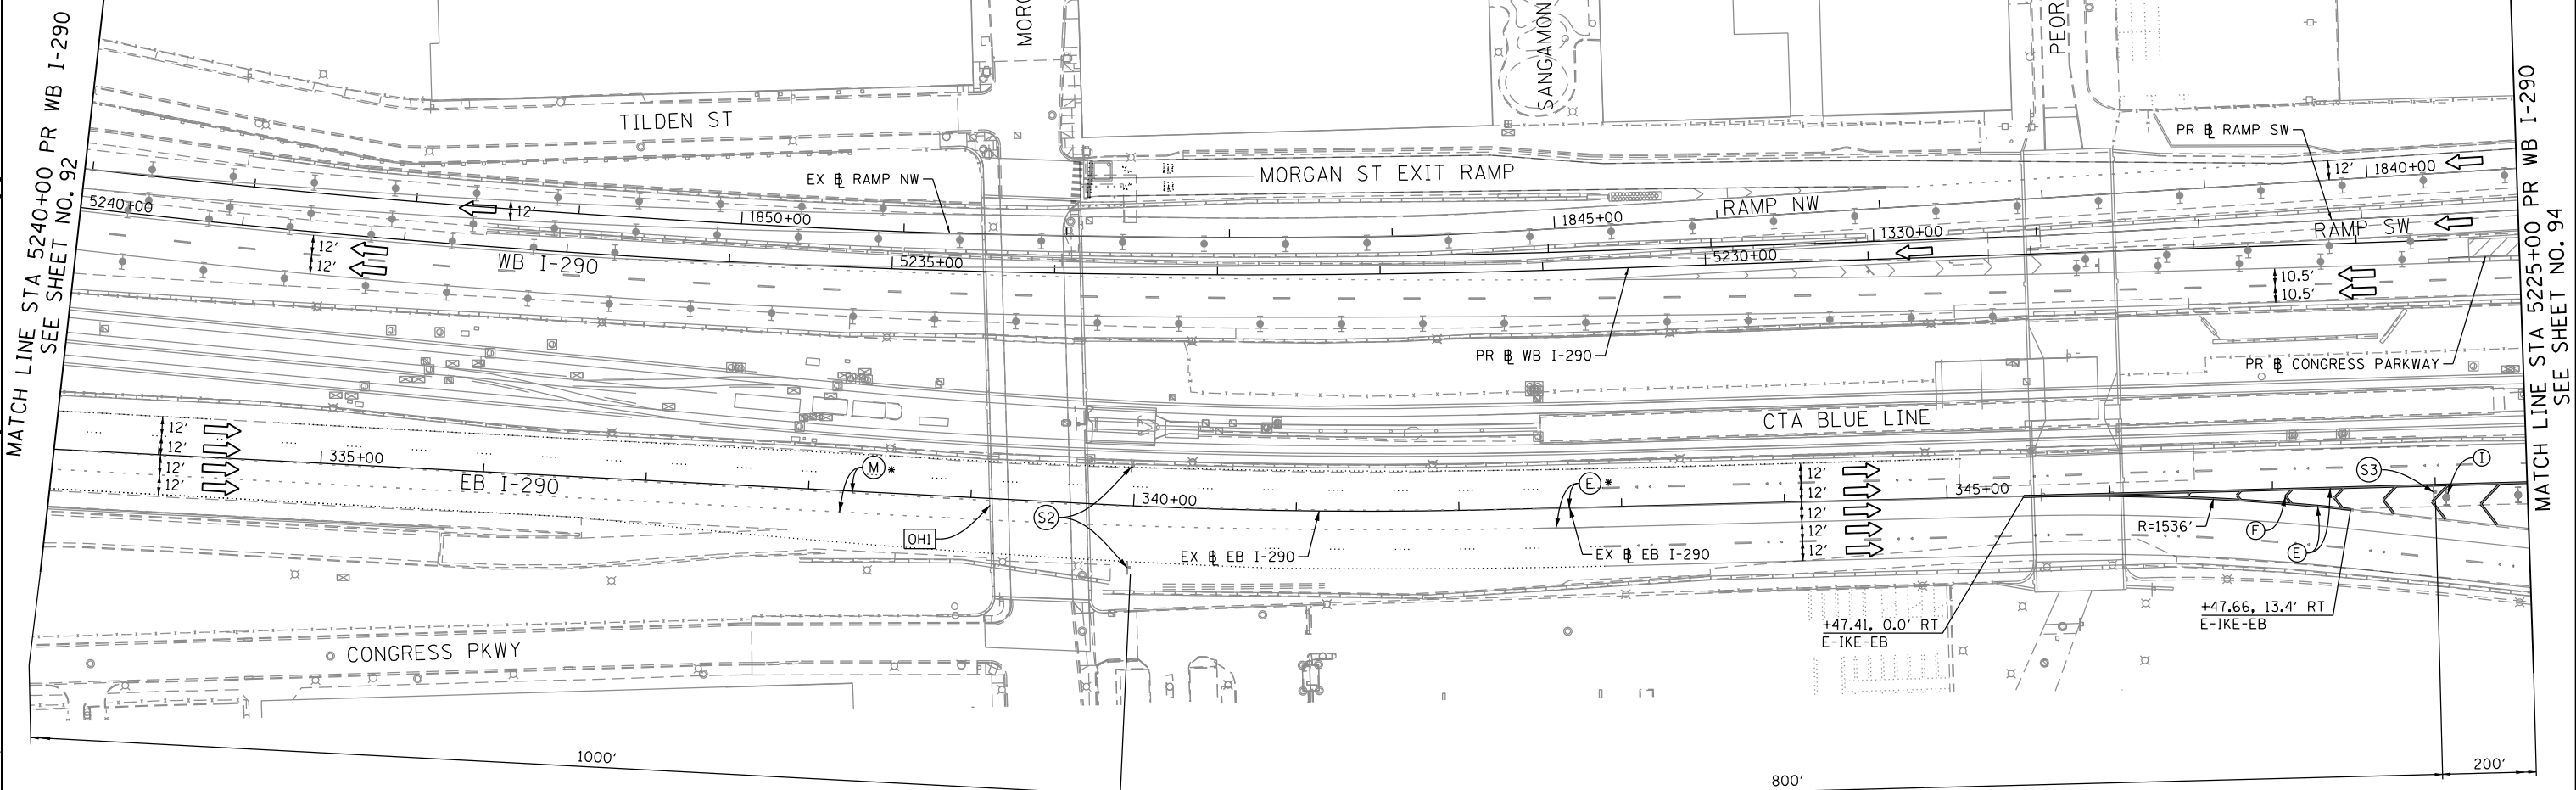 MATCH LINE STA 5240+00 PR WB I-290
SEE SHEET NO. 92
TILDEN ST
SANGAMON
MORGAN ST EXIT RAMP
EX ⅊ RAMP NW
PR ⅊ RAMP SW
12'
1840+00
5240+00
12'
1850+00
1845+00
RAMP NW
1330+00
RAMP SW
12'
12'
WB I-290
5235+00
5230+00
10.5'
10.5'
PR ⅊ WB I-290
PR ⅊ CONGRESS PARKWAY
CTA BLUE LINE
12'
12'
12'
12'
335+00
EB I-290
M *
S2
340+00
E *
12'
12'
12'
12'
12'
345+00
S3
I
OH1
EX ⅊ EB I-290
EX ⅊ EB I-290
R=1536'
F
E
+47.41, 0.0' RT
E-IKE-EB
+47.66, 13.4' RT
E-IKE-EB
CONGRESS PKWY
1000'
800'
200'
MATCH LINE STA 5225+00 PR WB I-290
SEE SHEET NO. 94